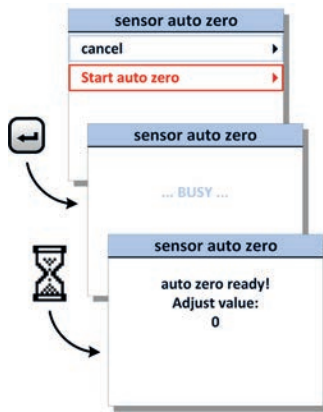 sensor auto zero
cancel
Start auto zero
sensor auto zero
... BUSY ...
sensor auto zero
auto zero ready!
Adjust value:
0